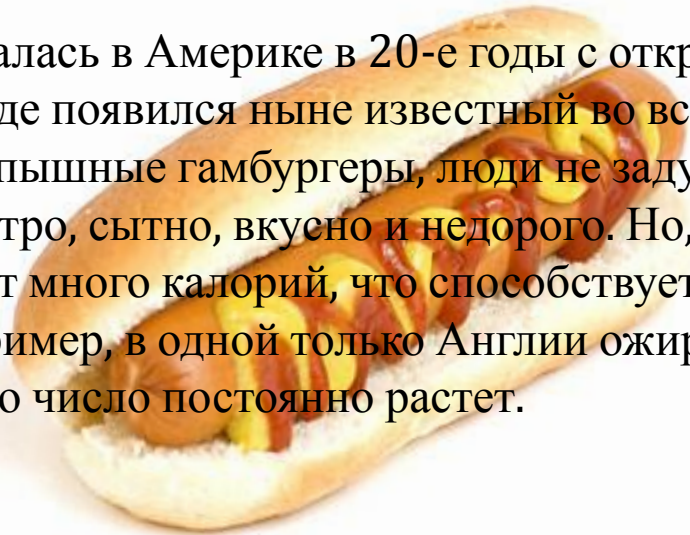 алась в Америке в 20-е годы с откр
де появился ныне известный во вс
пышные гамбургеры, люди не заду
тро, сытно, вкусно и недорого. Но,
т много калорий, что способствует
ример, в одной только Англии ожир
о число постоянно растет.